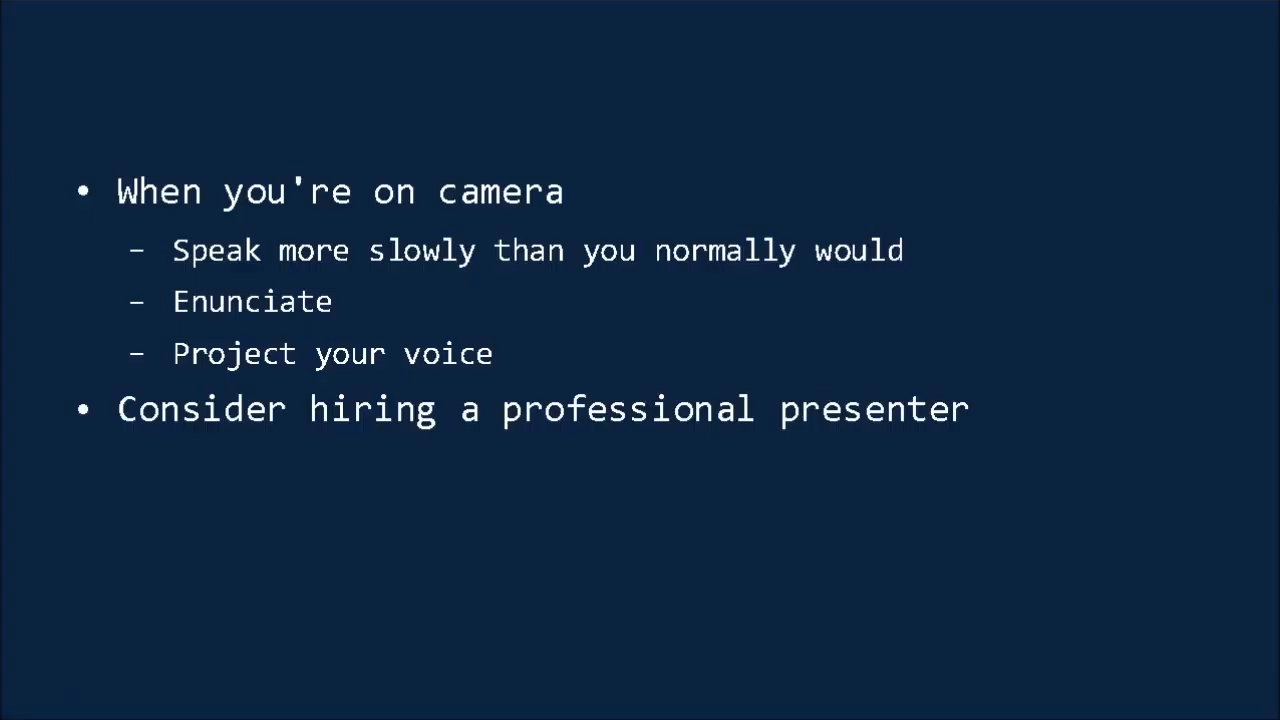 • When you're on camera
– Speak more slowly than you normally would
– Enunciate
– Project your voice
• Consider hiring a professional presenter